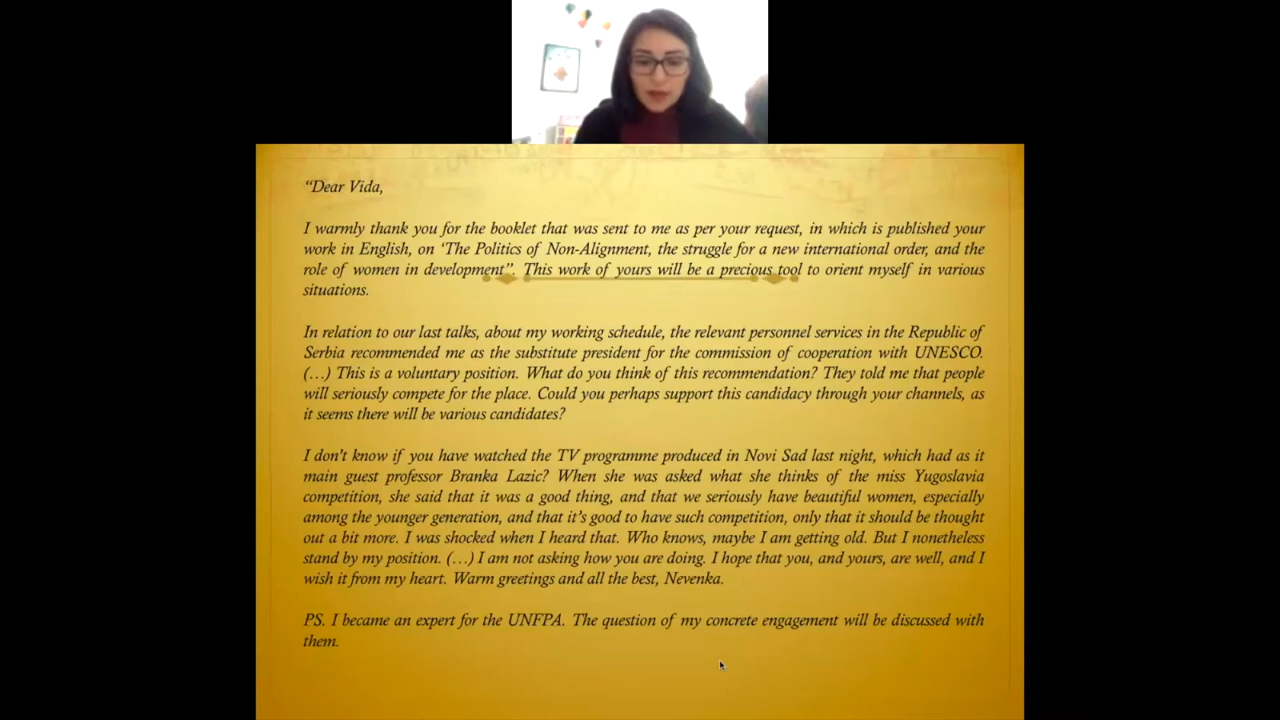 “Dear Vida,
I warmly thank you for the booklet that was sent to me as per your request, in which is published your
work in English, on ‘The Politics of Non-Alignment, the struggle for a new international order, and the
role of women in development”. This work of yours will be a precious tool to orient myself in various
situations.
In relation to our last talks, about my working schedule, the relevant personnel services in the Republic of
Serbia recommended me as the substitute president for the commission of cooperation with UNESCO.
(…) This is a voluntary position. What do you think of this recommendation? They told me that people
will seriously compete for the place. Could you perhaps support this candidacy through your channels, as
it seems there will be various candidates?
I don’t know if you have watched the TV programme produced in Novi Sad last night, which had as it
main guest professor Branka Lazic? When she was asked what she thinks of the miss Yugoslavia
competition, she said that it was a good thing, and that we seriously have beautiful women, especially
among the younger generation, and that it’s good to have such competition, only that it should be thought
out a bit more. I was shocked when I heard that. Who knows, maybe I am getting old. But I nonetheless
stand by my position. (…) I am not asking how you are doing. I hope that you, and yours, are well, and I
wish it from my heart. Warm greetings and all the best, Nevenka.
PS. I became an expert for the UNFPA. The question of my concrete engagement will be discussed with
them.